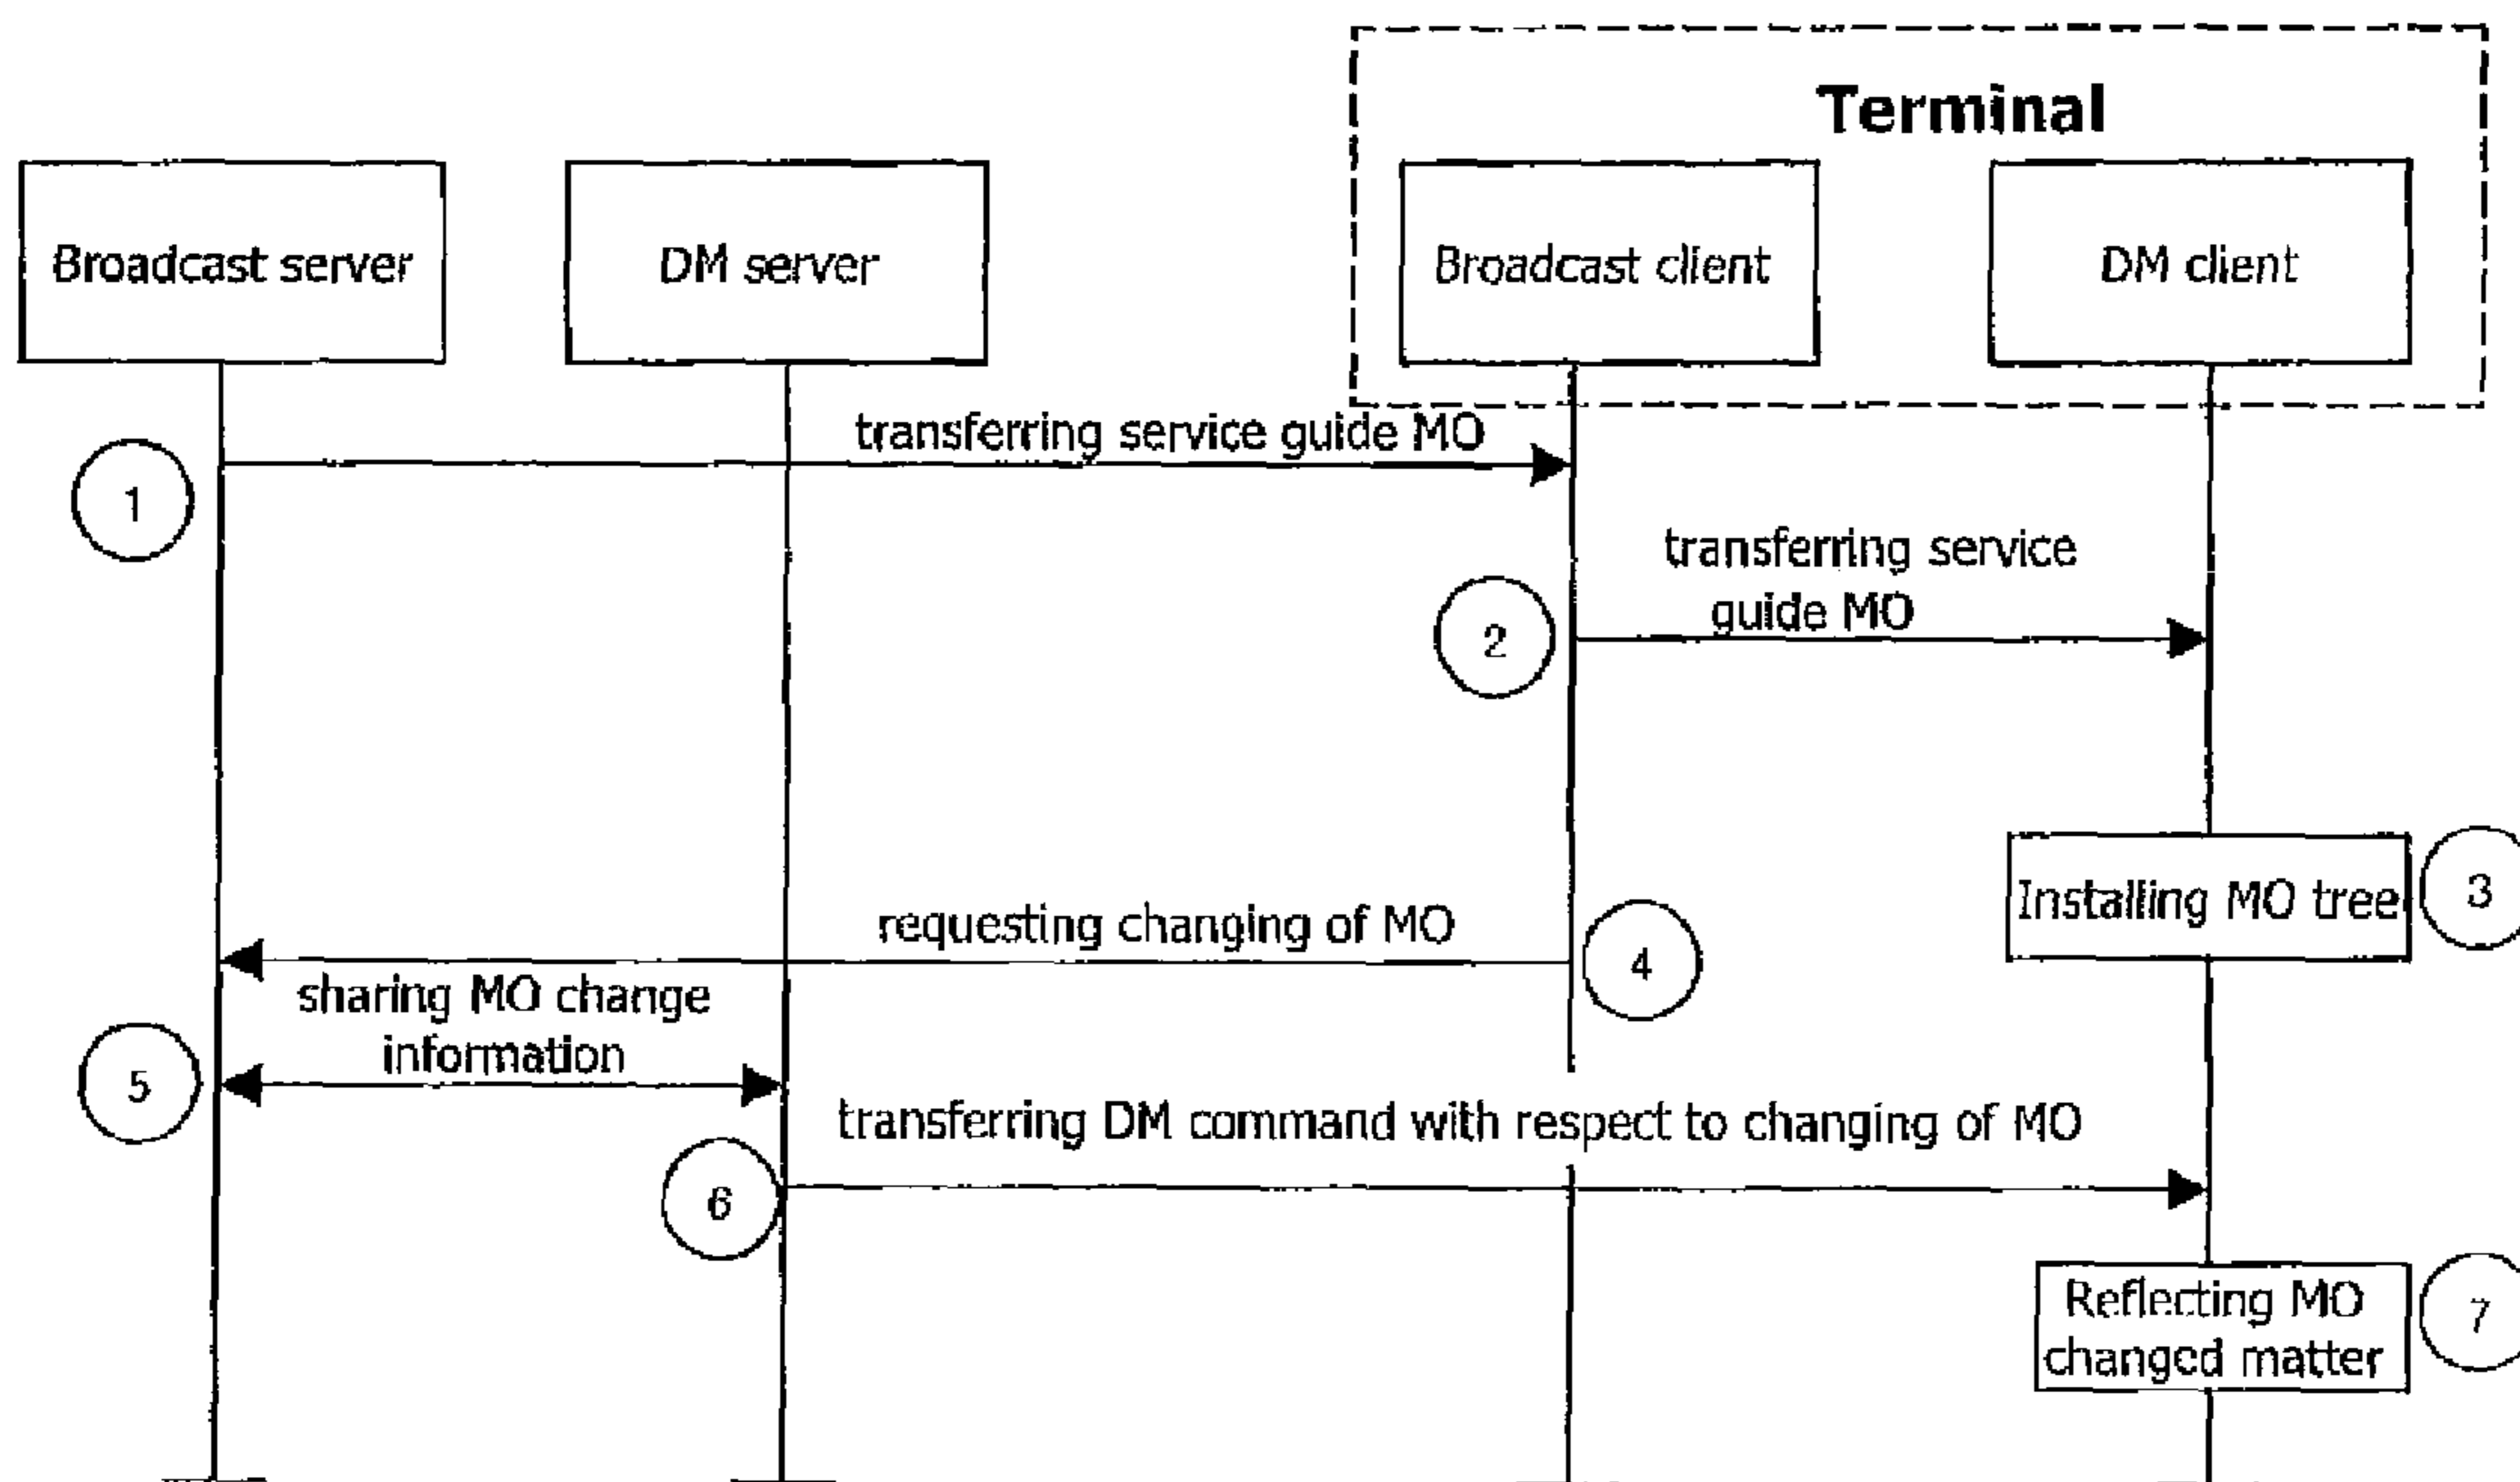 Terminal
Broadcast server
DM server
Broadcast client
DM client
transferring service guide MO
1
transferring service
guide MO
2
Installing MO tree
3
requesting changing of MO
4
sharing MO change
information
5
transferring DM command with respect to changing of MO
6
Reflecting MO
changed matter
7